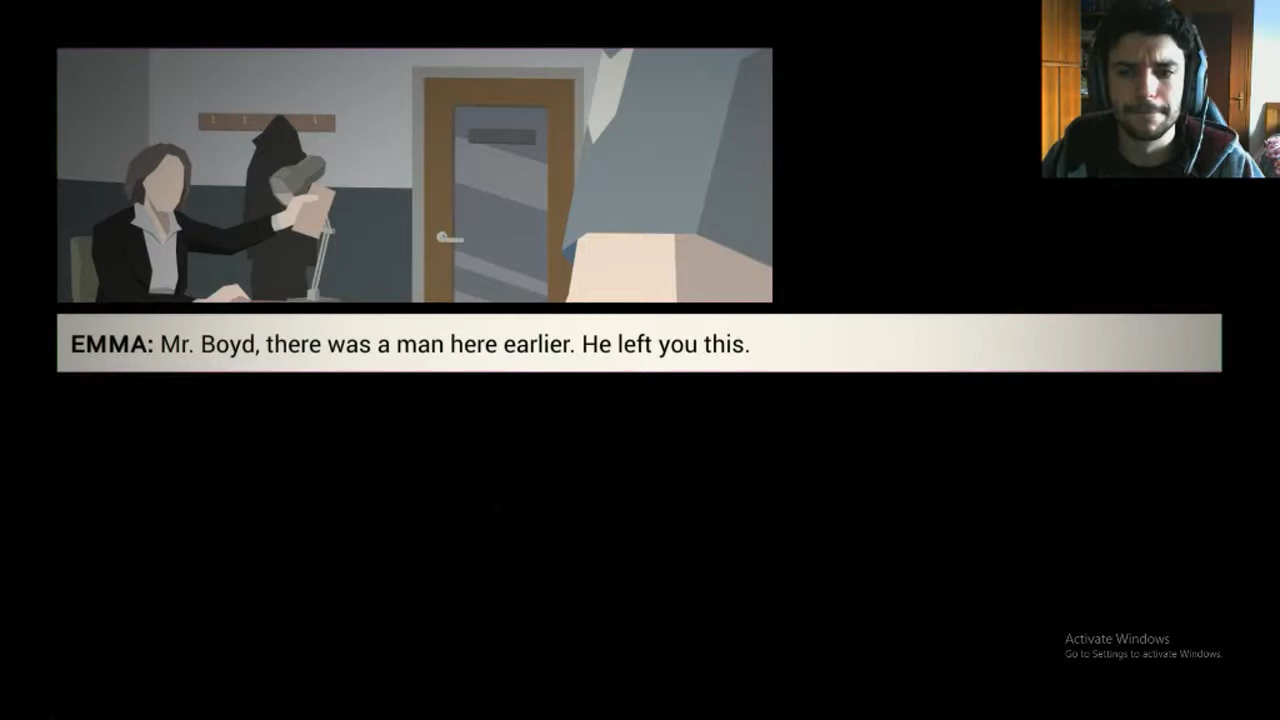 EMMA: Mr. Boyd, there was a man here earlier. He left you this.
Activate Windows
Go to Settings to activate Windows.